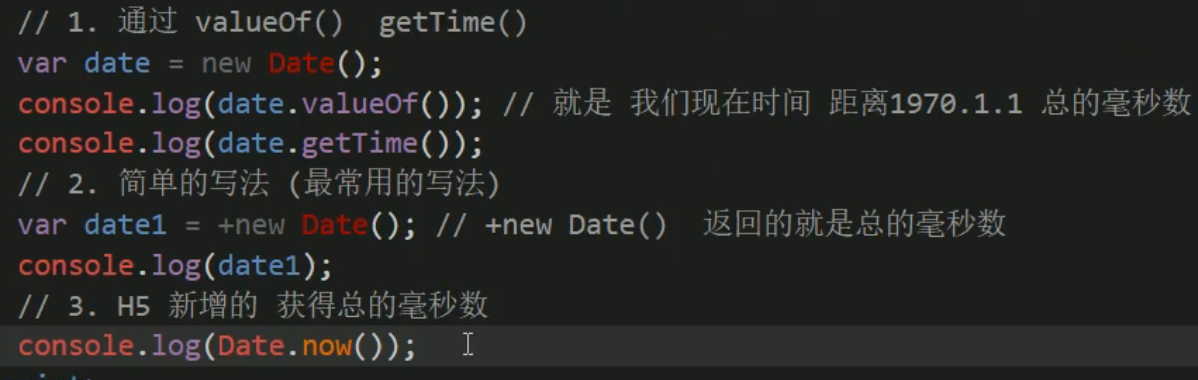 // 1. 通过 valueOf()  getTime()
var date = new Date();
console.log(date.valueOf()); // 就是 我们现在时间 距离1970.1.1 总的毫秒数
console.log(date.getTime());
// 2. 简单的写法 (最常用的写法)
var date1 = +new Date(); // +new Date()  返回的就是总的毫秒数
console.log(date1);
// 3. H5 新增的 获得总的毫秒数
console.log(Date.now());